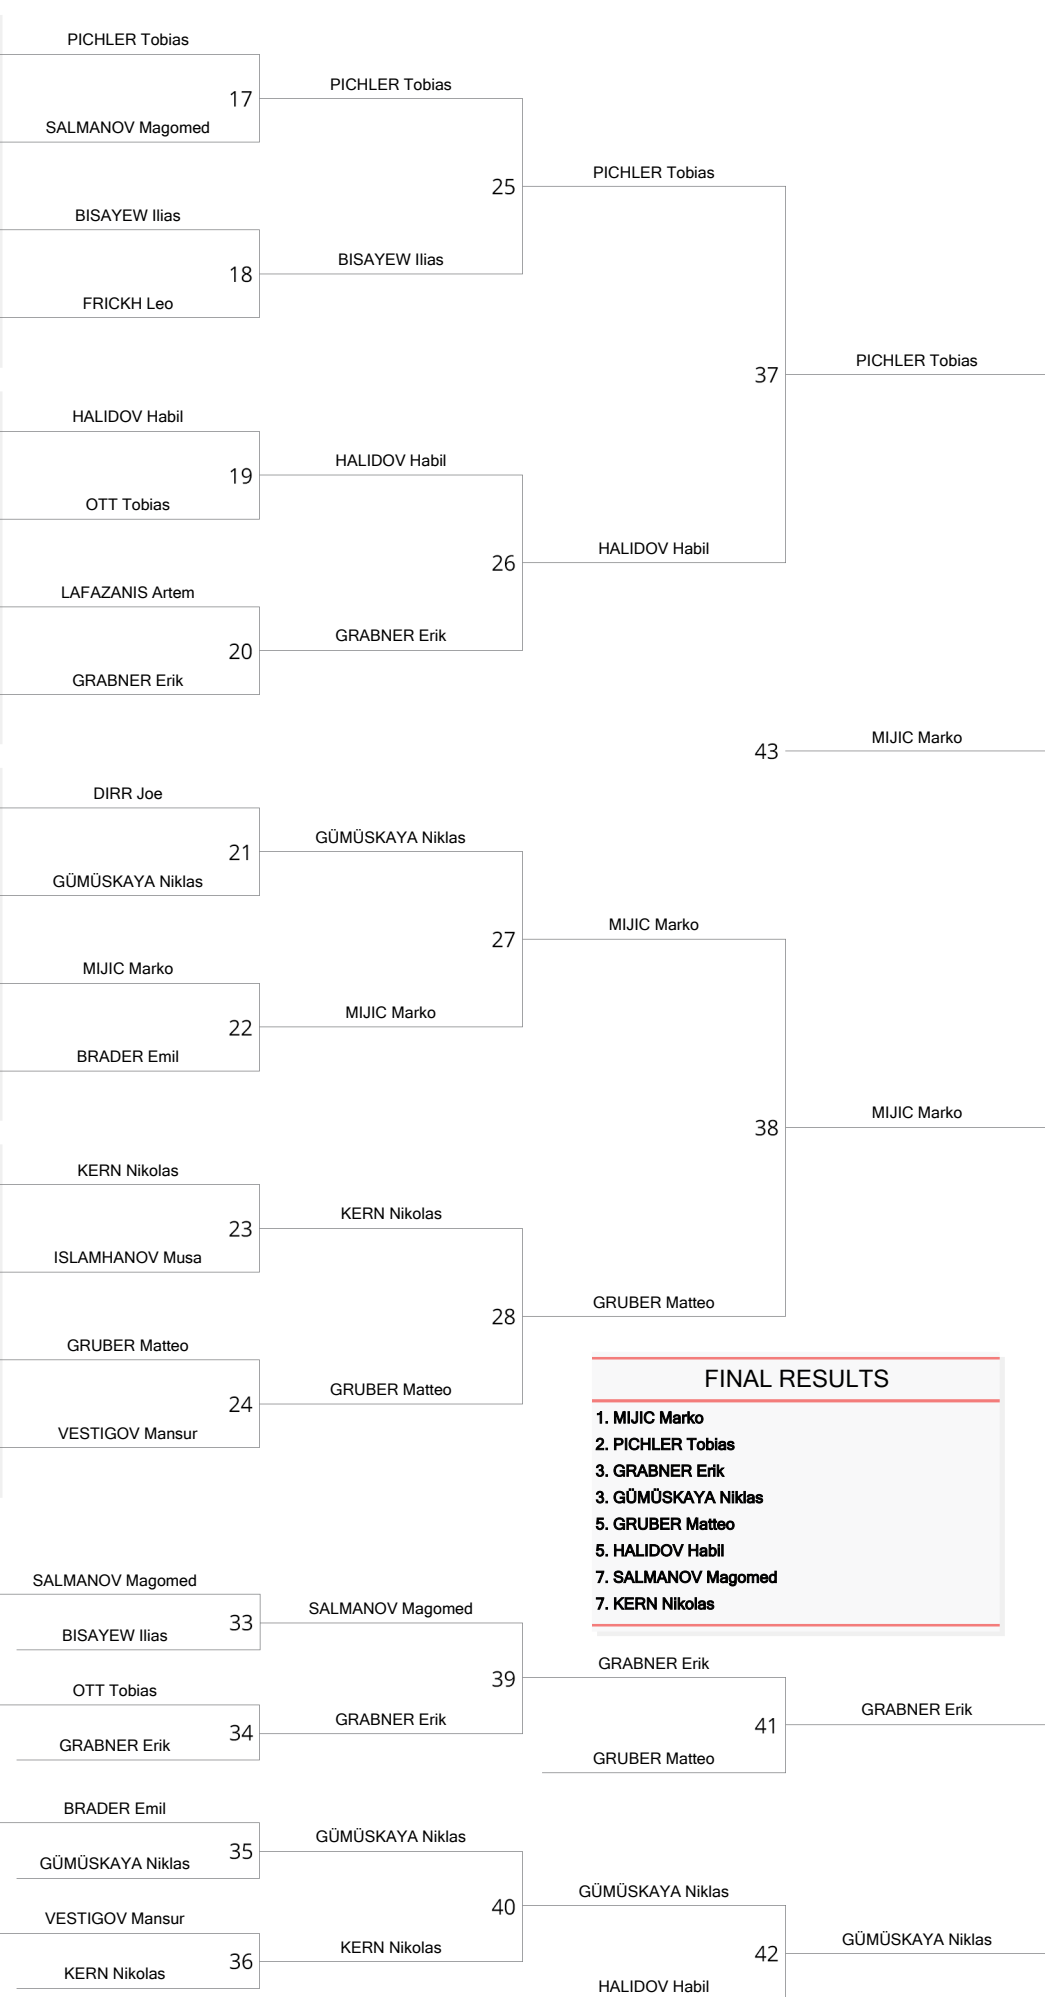 PICHLER Tobias
17
PICHLER Tobias
SALMANOV Magomed
25
PICHLER Tobias
BISAYEW Ilias
18
BISAYEW Ilias
FRICKH Leo
37
PICHLER Tobias
HALIDOV Habil
19
HALIDOV Habil
OTT Tobias
26
HALIDOV Habil
LAFAZANIS Artem
20
GRABNER Erik
GRABNER Erik
43
MIJIC Marko
DIRR Joe
21
GÜMÜSKAYA Niklas
GÜMÜSKAYA Niklas
27
MIJIC Marko
MIJIC Marko
22
MIJIC Marko
BRADER Emil
38
MIJIC Marko
KERN Nikolas
23
KERN Nikolas
ISLAMHANOV Musa
28
GRUBER Matteo
GRUBER Matteo
24
GRUBER Matteo
VESTIGOV Mansur
FINAL RESULTS
1. MIJIC Marko
2. PICHLER Tobias
3. GRABNER Erik
3. GÜMÜSKAYA Niklas
5. GRUBER Matteo
5. HALIDOV Habil
7. SALMANOV Magomed
7. KERN Nikolas
SALMANOV Magomed
33
SALMANOV Magomed
BISAYEW Ilias
39
GRABNER Erik
OTT Tobias
34
GRABNER Erik
GRABNER Erik
41
GRABNER Erik
GRUBER Matteo
BRADER Emil
35
GÜMÜSKAYA Niklas
GÜMÜSKAYA Niklas
40
GÜMÜSKAYA Niklas
VESTIGOV Mansur
36
KERN Nikolas
KERN Nikolas
42
GÜMÜSKAYA Niklas
HALIDOV Habil